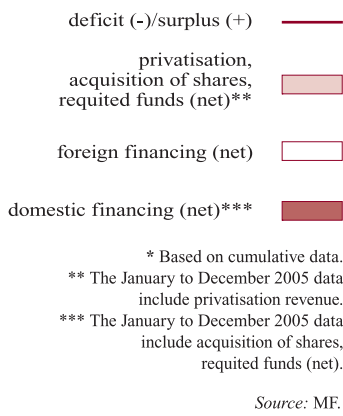 deficit (-)/surplus (+)
privatisation,
acquisition of shares,
requited funds (net)**
foreign financing (net)
domestic financing (net)***
* Based on cumulative data.
** The January to December 2005 data
include privatisation revenue.
*** The January to December 2005 data
include acquisition of shares,
requited funds (net).
Source: MF.